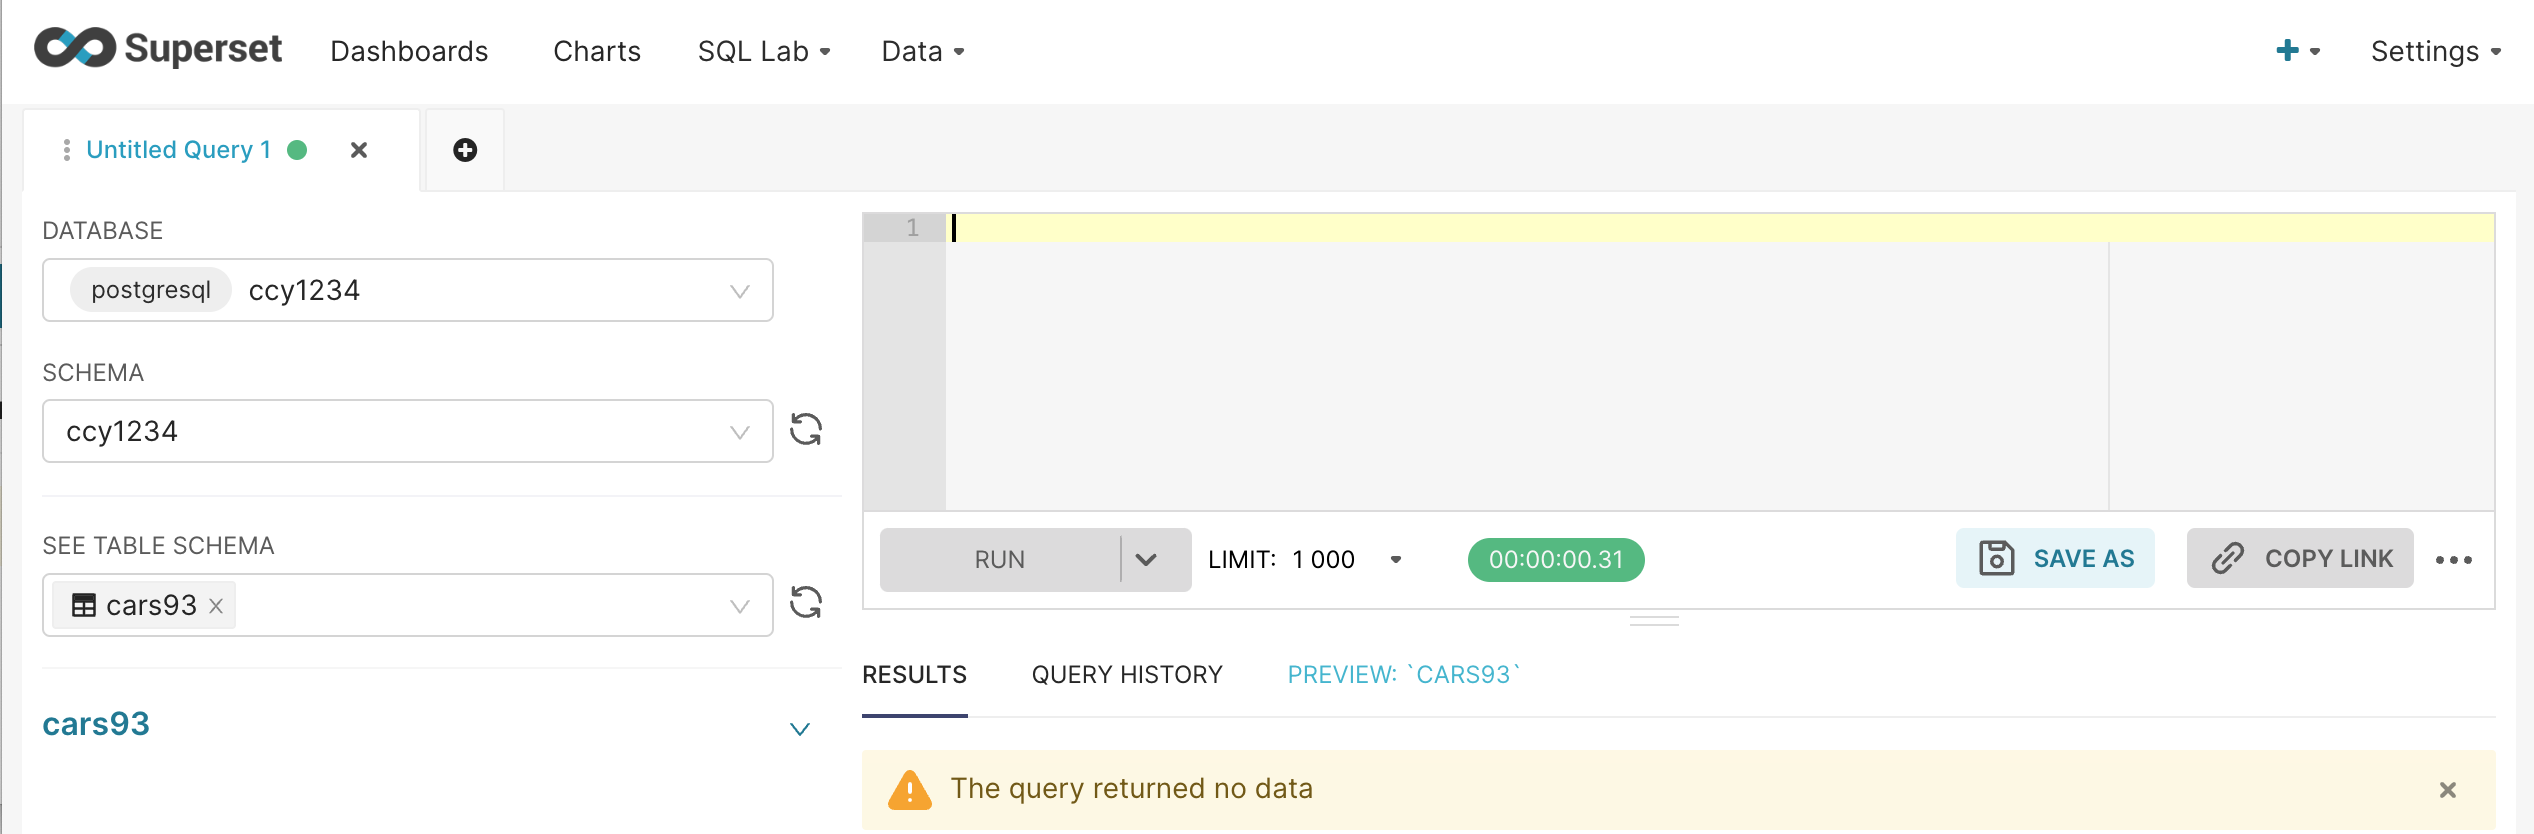 Superset Dashboards Charts SQL Lab Data + Settings
Untitled Query 1
DATABASE
postgresql ccy1234
SCHEMA
ccy1234
SEE TABLE SCHEMA
cars93
cars93
1
RUN LIMIT: 1 000 00:00:00.31 SAVE AS COPY LINK
RESULTS QUERY HISTORY PREVIEW: `CARS93`
The query returned no data